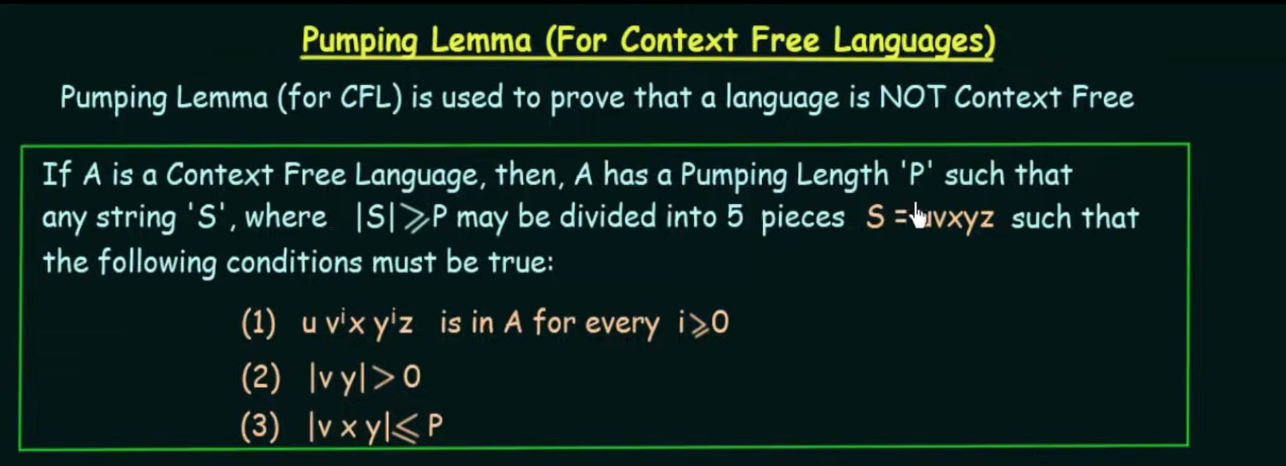 Pumping Lemma (For Context Free Languages)
Pumping Lemma (for CFL) is used to prove that a language is NOT Context Free
If A is a Context Free Language, then, A has a Pumping Length 'P' such that
any string 'S', where |S| ⩾ P may be divided into 5 pieces S = uvxyz such that
the following conditions must be true:
(1) u vⁱx yⁱz is in A for every i⩾0
(2) |v y| > 0
(3) |v x y| ⩽ P